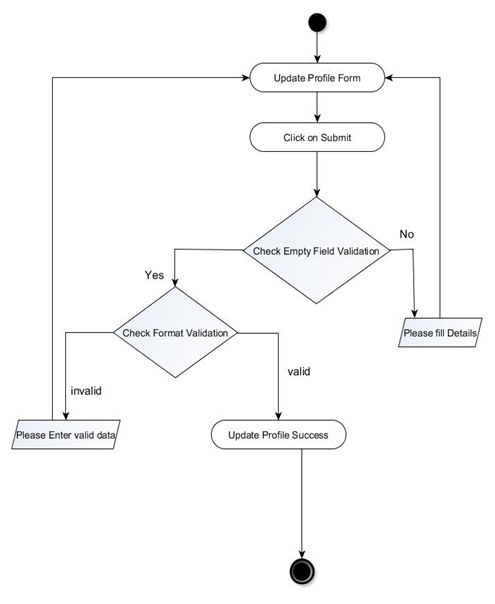 Update Profile Form
Click on Submit
Check Empty Field Validation
No
Yes
Please fill Details
Check Format Validation
valid
invalid
Please Enter valid data
Update Profile Success